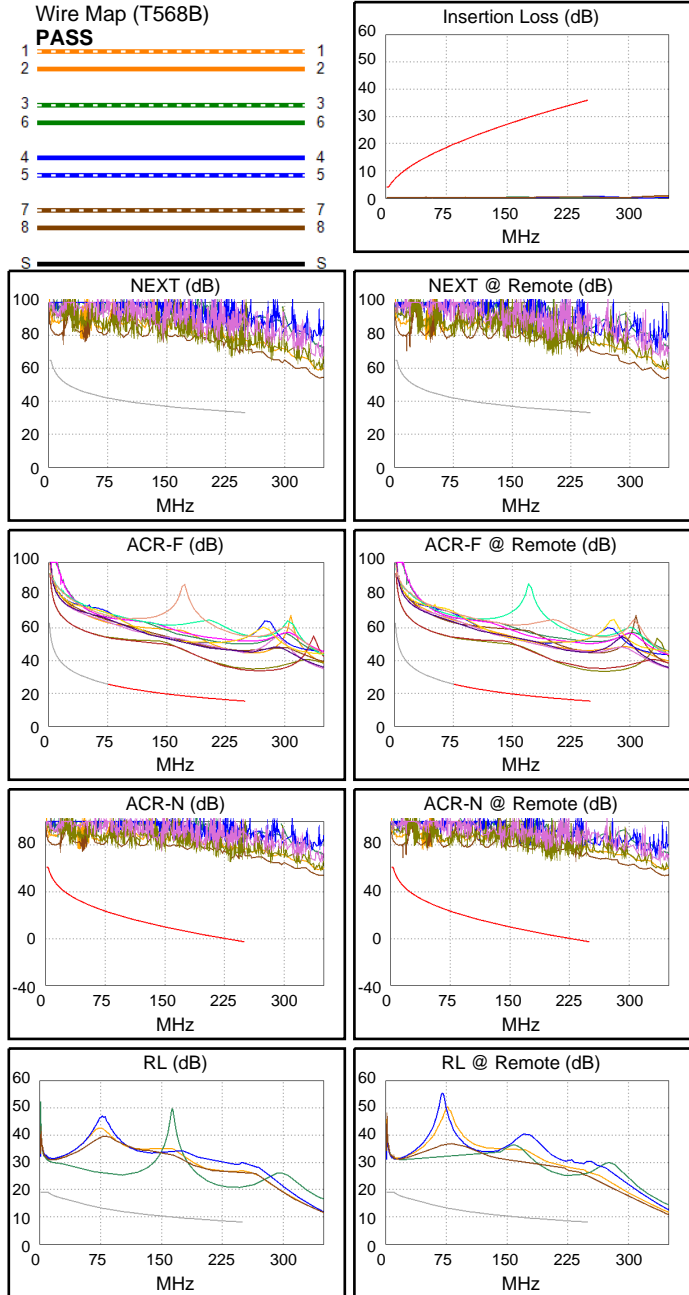 Wire Map (T568B)
PASS
1 1
2 2
3 3
6 6
4 4
5 5
7 7
8 8
S S
Insertion Loss (dB)
60
50
40
30
20
10
0
0 75 150 225 300
MHz
NEXT (dB)
100
80
60
40
20
0
0 75 150 225 300
MHz
NEXT @ Remote (dB)
100
80
60
40
20
0
0 75 150 225 300
MHz
ACR-F (dB)
100
80
60
40
20
0
0 75 150 225 300
MHz
ACR-F @ Remote (dB)
100
80
60
40
20
0
0 75 150 225 300
MHz
ACR-N (dB)
80
40
0
-40
0 75 150 225 300
MHz
ACR-N @ Remote (dB)
80
40
0
-40
0 75 150 225 300
MHz
RL (dB)
60
50
40
30
20
10
0
0 75 150 225 300
MHz
RL @ Remote (dB)
60
50
40
30
20
10
0
0 75 150 225 300
MHz